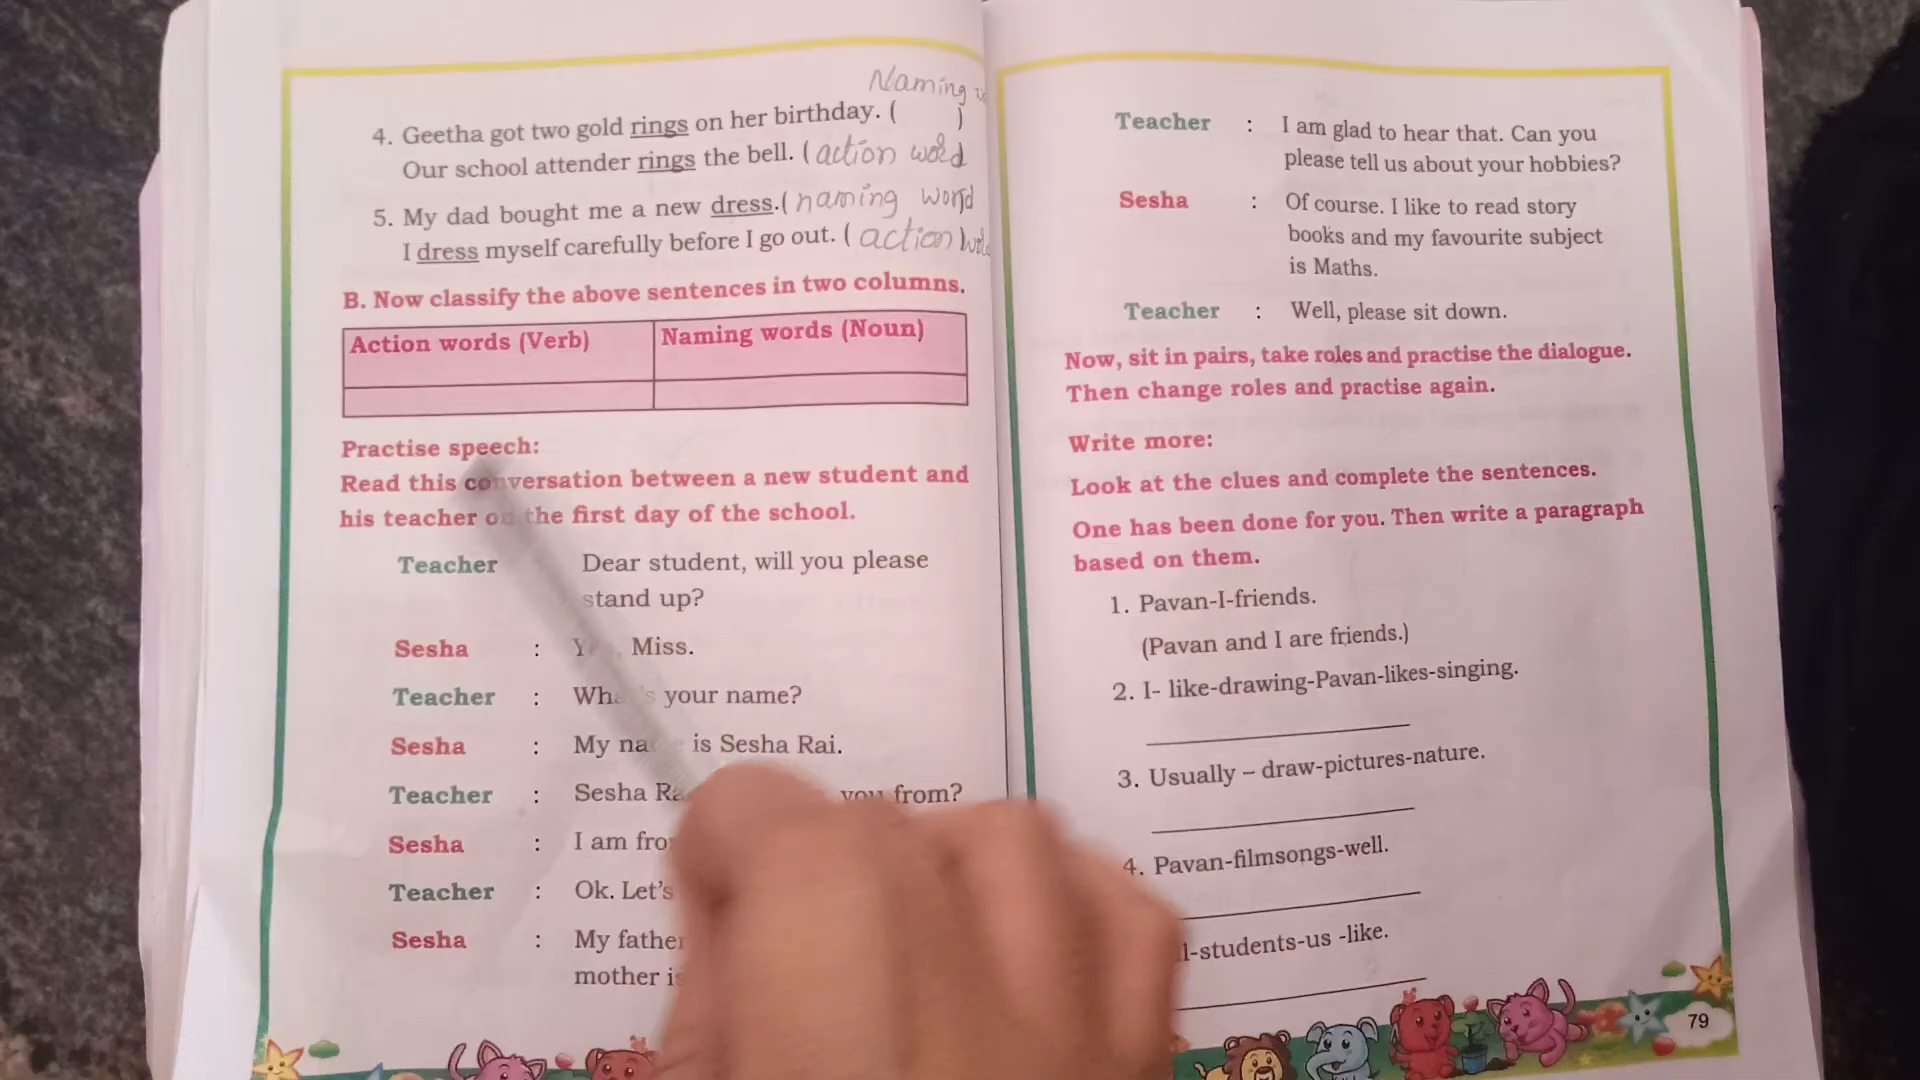 Naming
4. Geetha got two gold rings on her birthday. ( )
Our school attender rings the bell. ( action word
5. My dad bought me a new dress.( naming word
I dress myself carefully before I go out. ( action
B. Now classify the above sentences in two columns.
Action words (Verb) Naming words (Noun)
Practise speech:
Read this conversation between a new student and
his teacher on the first day of the school.
Teacher Dear student, will you please
stand up?
Sesha : Miss.
Teacher : What's your name?
Sesha : My name is Sesha Rai.
Teacher : Sesha you from?
Sesha : I am
Teacher : Ok. Let's
Sesha : My father
mother
Teacher : I am glad to hear that. Can you
please tell us about your hobbies?
Sesha : Of course. I like to read story
books and my favourite subject
is Maths.
Teacher : Well, please sit down.
Now, sit in pairs, take roles and practise the dialogue.
Then change roles and practise again.
Write more:
Look at the clues and complete the sentences.
One has been done for you. Then write a paragraph
based on them.
1. Pavan-I-friends.
(Pavan and I are friends.)
2. I- like-drawing-Pavan-likes-singing.
3. Usually – draw-pictures-nature.
4. Pavan-filmsongs-well.
-students-us -like.
79